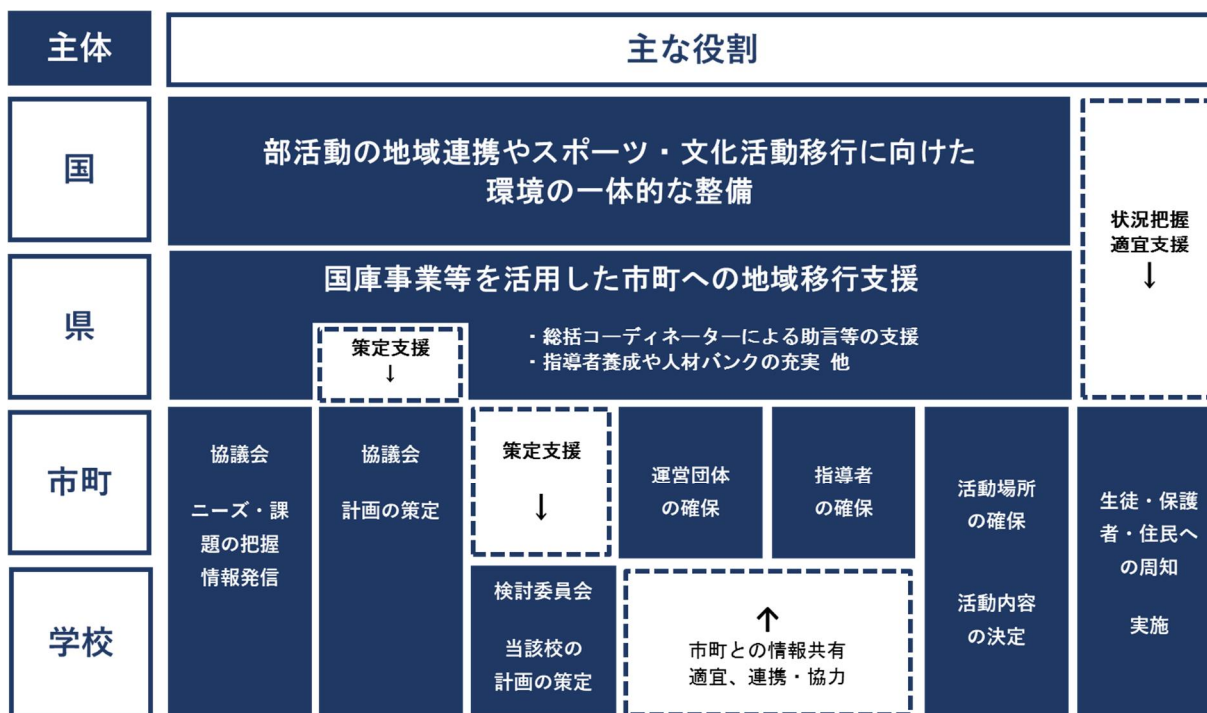 主体
主な役割
国
部活動の地域連携やスポーツ・文化活動移行に向けた
環境の一体的な整備
状況把握
適宜支援
↓
県
国庫事業等を活用した市町への地域移行支援
策定支援
↓
・総括コーディネーターによる助言等の支援
・指導者養成や人材バンクの充実 他
市町
協議会
ニーズ・課
題の把握
情報発信
協議会
計画の策定
策定支援
↓
運営団体
の確保
指導者
の確保
活動場所
の確保
活動内容
の決定
生徒・保護
者・住民へ
の周知
実施
学校
検討委員会
当該校の
計画の策定
↑
市町との情報共有
適宜、連携・協力